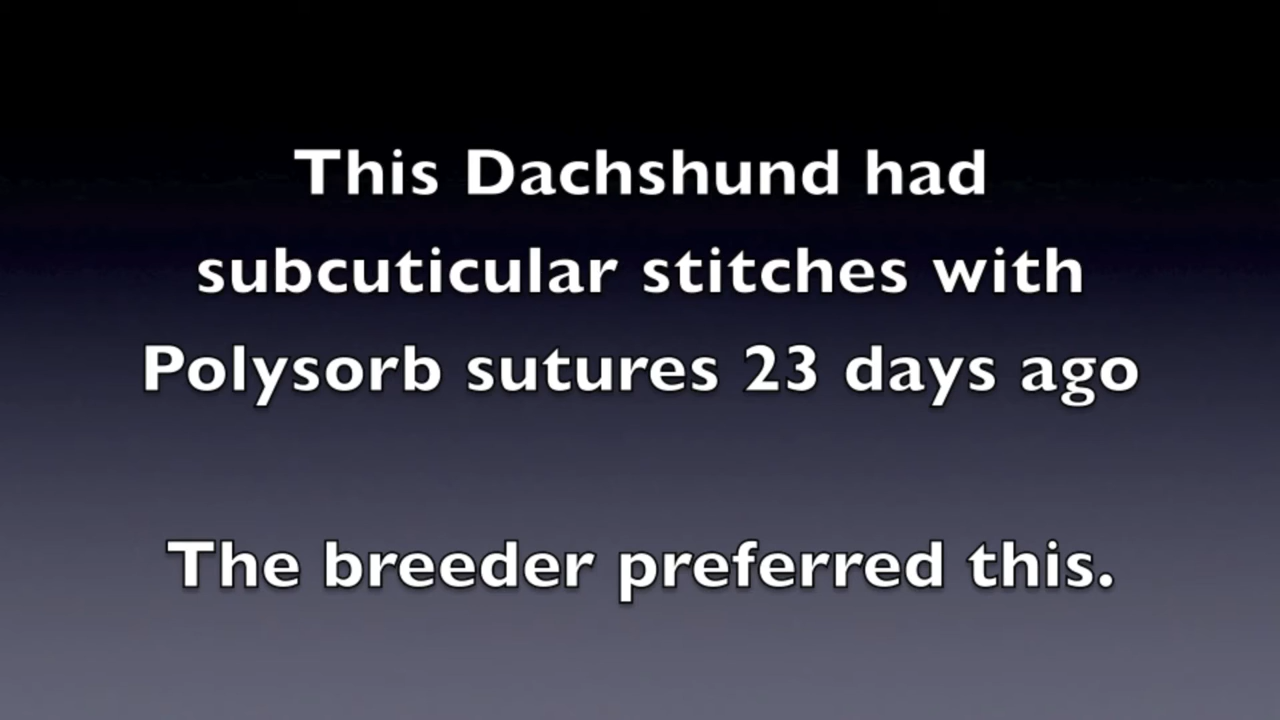 This Dachshund had
subcuticular stitches with
Polysorb sutures 23 days ago
The breeder preferred this.